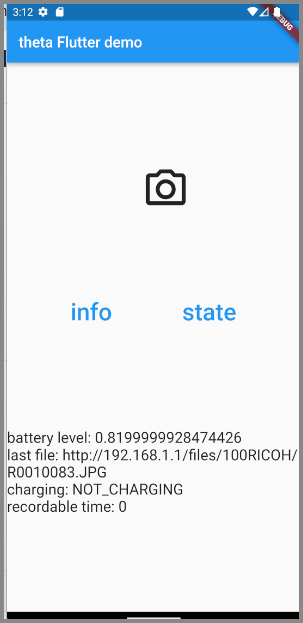 3:12
DEBUG
theta Flutter demo
info state
battery level: 0.8199999928474426
last file: http://192.168.1.1/files/100RICOH/
R0010083.JPG
charging: NOT_CHARGING
recordable time: 0